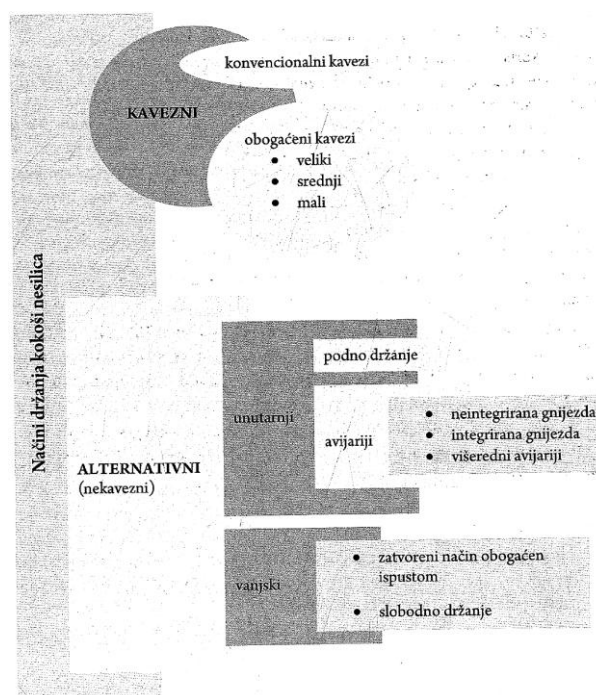 konvencionalni kavezi
KAVEZNI
obogaćeni kavezi
• veliki
• srednji
• mali
Načini držanja kokoši nesilica
podno držanje
unutarnji
avijariji
• neintegrirana gnijezda
• integrirana gnijezda
• višeredni avijariji
ALTERNATIVNI
(nekavezni)
vanjski
• zatvoreni način obogaćen
ispustom
• slobodno držanje